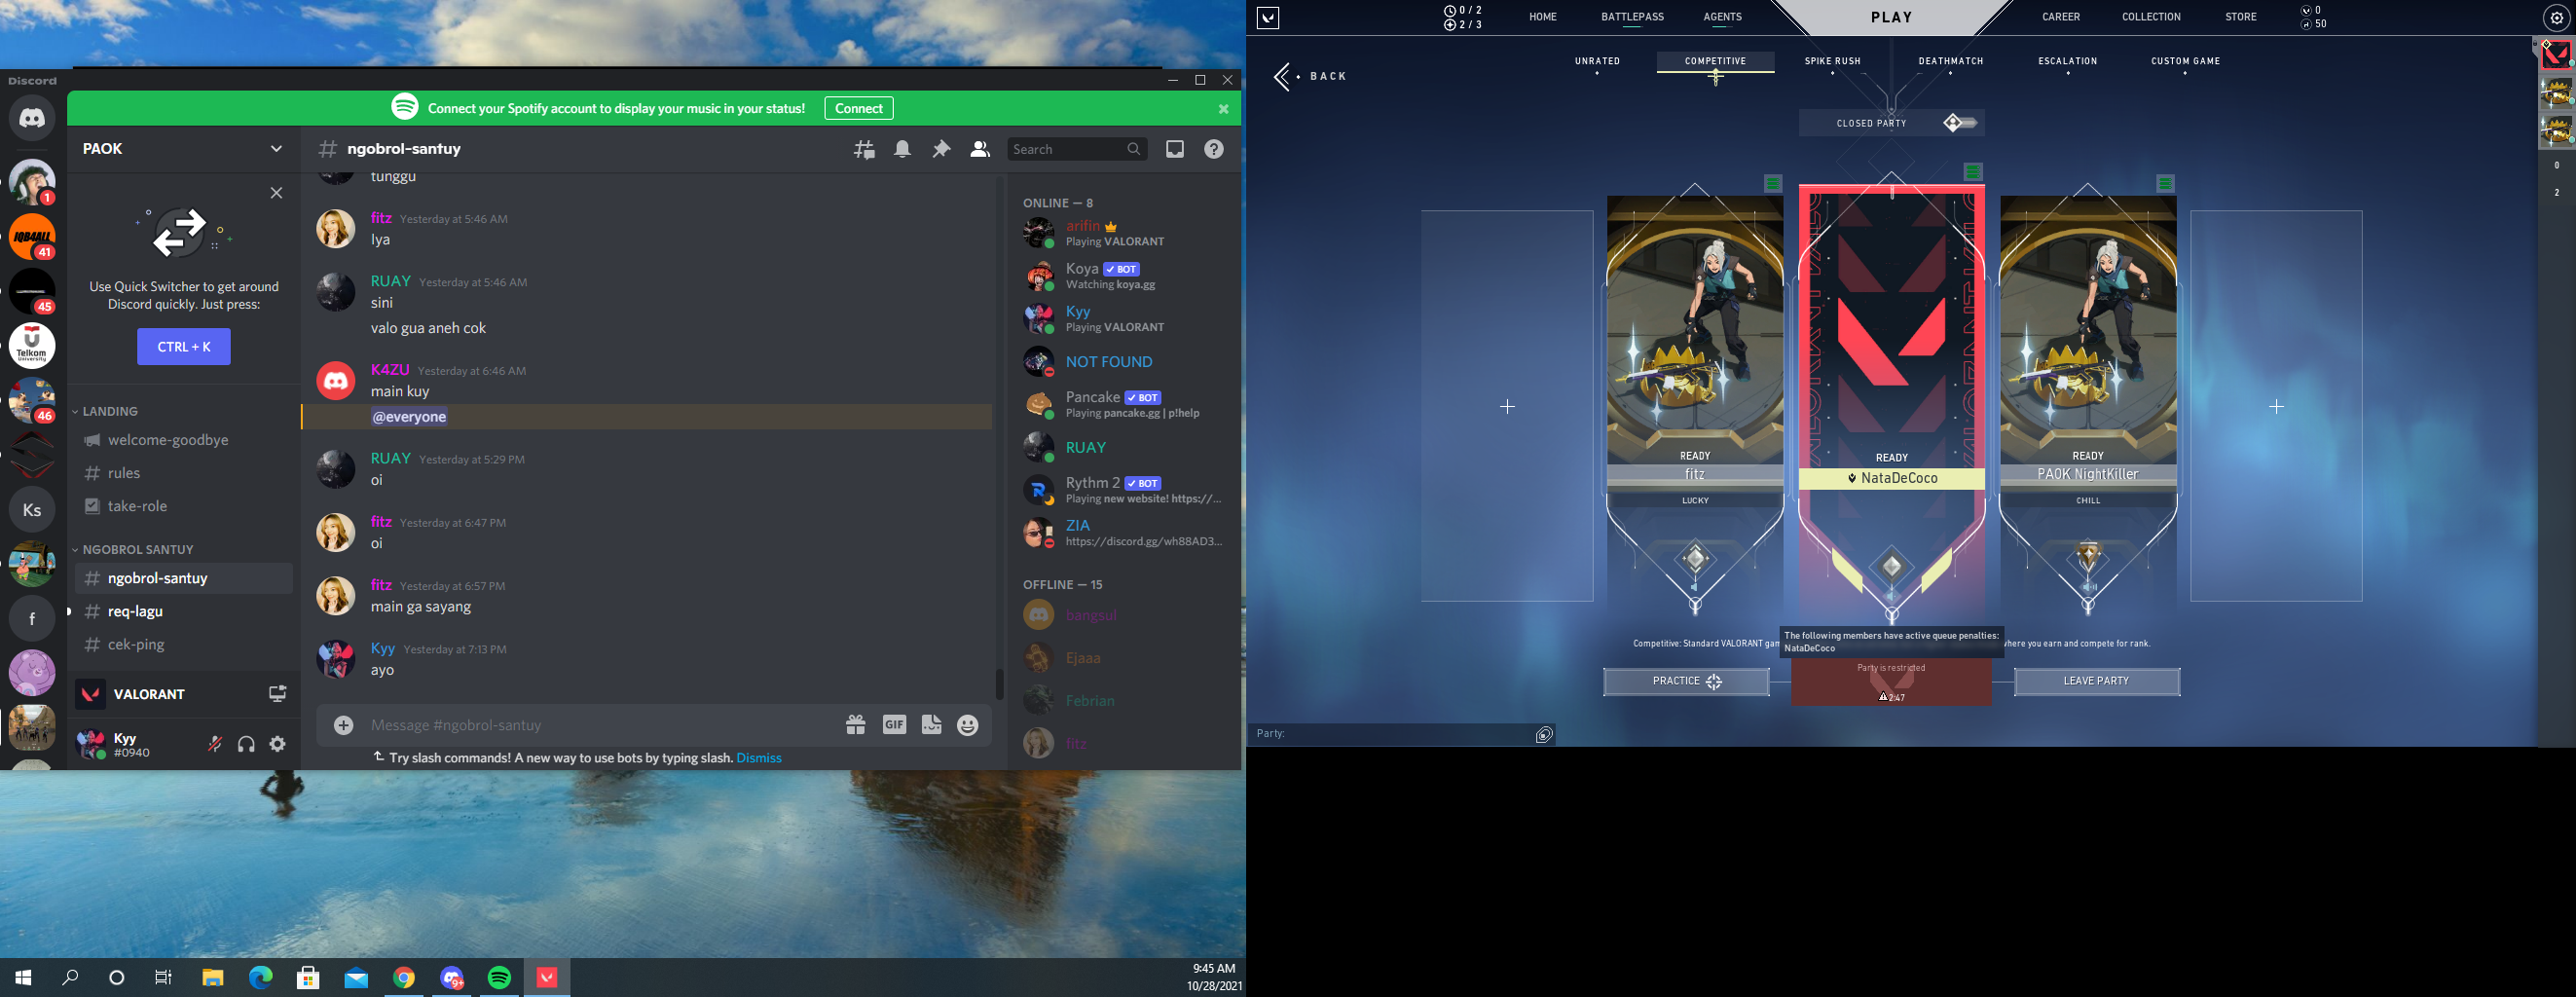 Discord
Connect your Spotify account to display your music in your status! Connect
PAOK
ngobrol-santuy
Search
1
IQB4ALL
41
45
Telkom
University
46
Ks
f
Use Quick Switcher to get around
Discord quickly. Just press:
CTRL + K
LANDING
welcome-goodbye
rules
take-role
NGOBROL SANTUY
ngobrol-santuy
req-lagu
cek-ping
VALORANT
Kyy
#0940
tunggu
fitz Yesterday at 5:46 AM
Iya
RUAY Yesterday at 5:46 AM
sini
valo gua aneh cok
K4ZU Yesterday at 6:46 AM
main kuy
@everyone
RUAY Yesterday at 5:29 PM
oi
fitz Yesterday at 6:47 PM
oi
fitz Yesterday at 6:57 PM
main ga sayang
Kyy Yesterday at 7:13 PM
ayo
Message #ngobrol-santuy
GIF
Try slash commands! A new way to use bots by typing slash. Dismiss
ONLINE — 8
arifin
Playing VALORANT
Koya BOT
Watching koya.gg
Kyy
Playing VALORANT
NOT FOUND
Pancake BOT
Playing pancake.gg | p!help
RUAY
Rythm 2 BOT
Playing new website! https://...
ZIA
https://discord.gg/wh88AD3...
OFFLINE — 15
bangsul
Ejaaa
Febrian
fitz
9+
9:45 AM
10/28/2021
0 / 2
2 / 3
HOME
BATTLEPASS
AGENTS
PLAY
CAREER
COLLECTION
STORE
0
50
BACK
UNRATED
COMPETITIVE
SPIKE RUSH
DEATHMATCH
ESCALATION
CUSTOM GAME
CLOSED PARTY
0
2
READY
fitz
LUCKY
READY
NataDeCoco
READY
PAOK NightKiller
CHILL
Competitive: Standard VALORANT gam
here you earn and compete for rank.
The following members have active queue penalties:
NataDeCoco
PRACTICE
Party is restricted
2:47
LEAVE PARTY
Party: